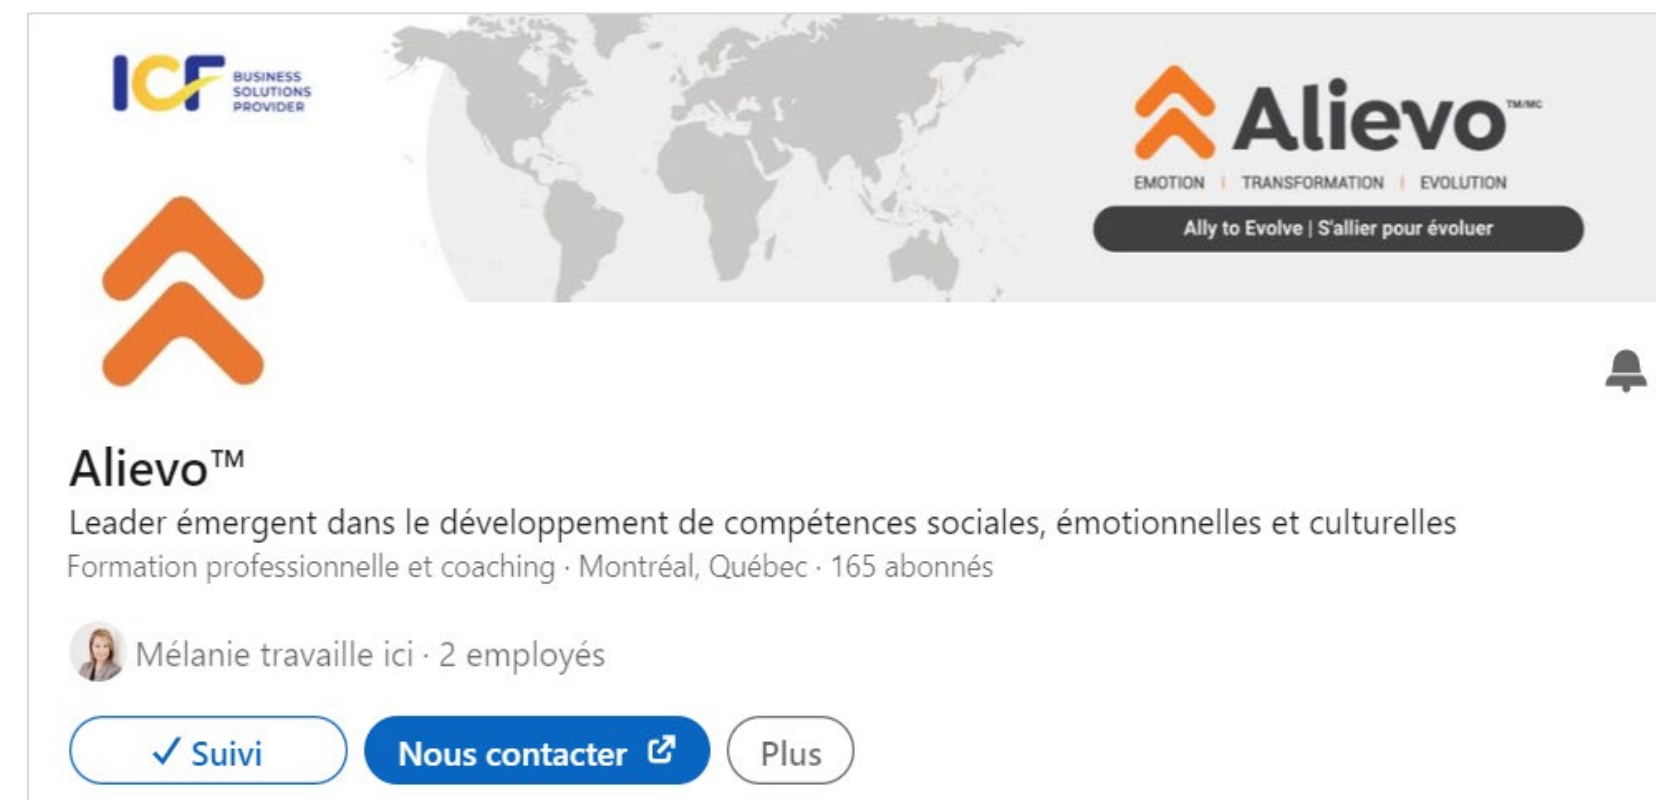 ICF
BUSINESS
SOLUTIONS
PROVIDER
Alievo™/MC
EMOTION | TRANSFORMATION | EVOLUTION
Ally to Evolve | S'allier pour évoluer
Alievo™
Leader émergent dans le développement de compétences sociales, émotionnelles et culturelles
Formation professionnelle et coaching · Montréal, Québec · 165 abonnés
Mélanie travaille ici · 2 employés
Suivi
Nous contacter
Plus